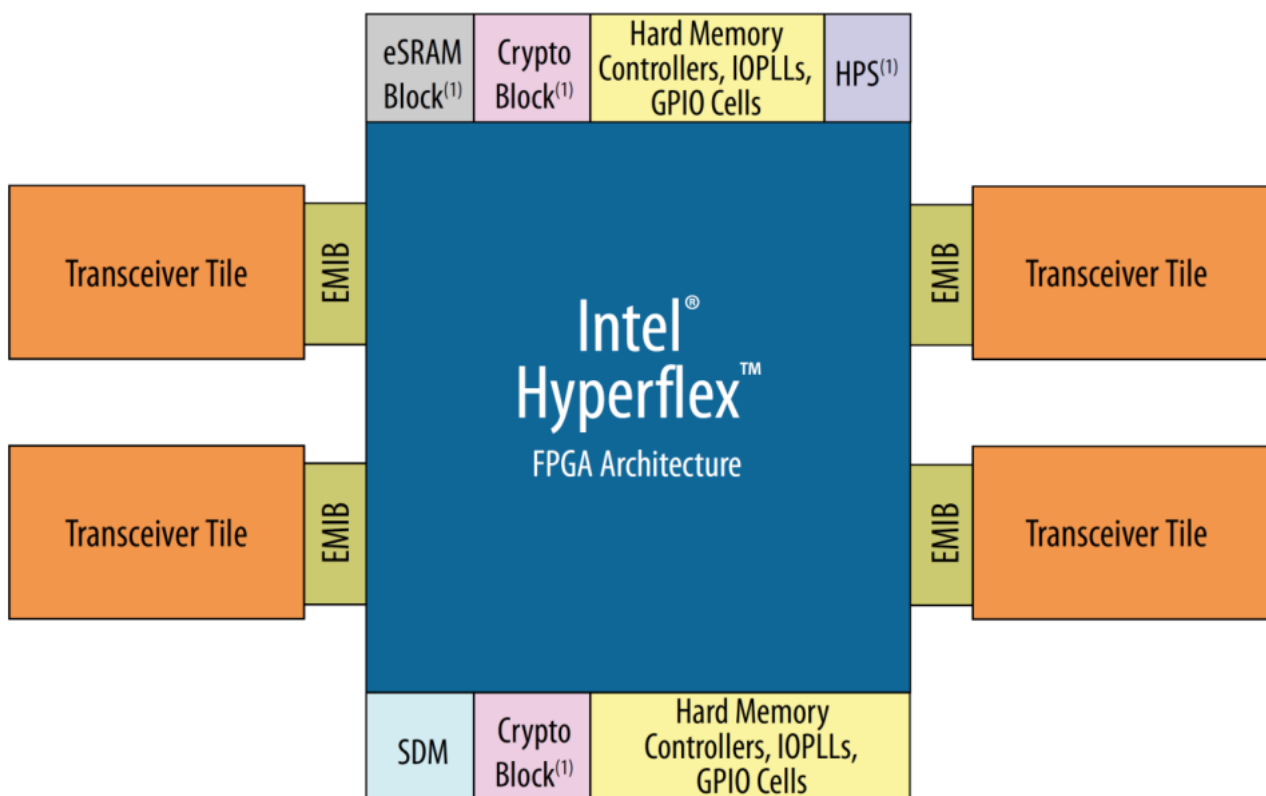 eSRAM
Block(1)
Crypto
Block(1)
Hard Memory
Controllers, IOPLLs,
GPIO Cells
HPS(1)
Transceiver Tile
EMIB
EMIB
Transceiver Tile
Intel®
Hyperflex™
FPGA Architecture
Transceiver Tile
EMIB
EMIB
Transceiver Tile
SDM
Crypto
Block(1)
Hard Memory
Controllers, IOPLLs,
GPIO Cells